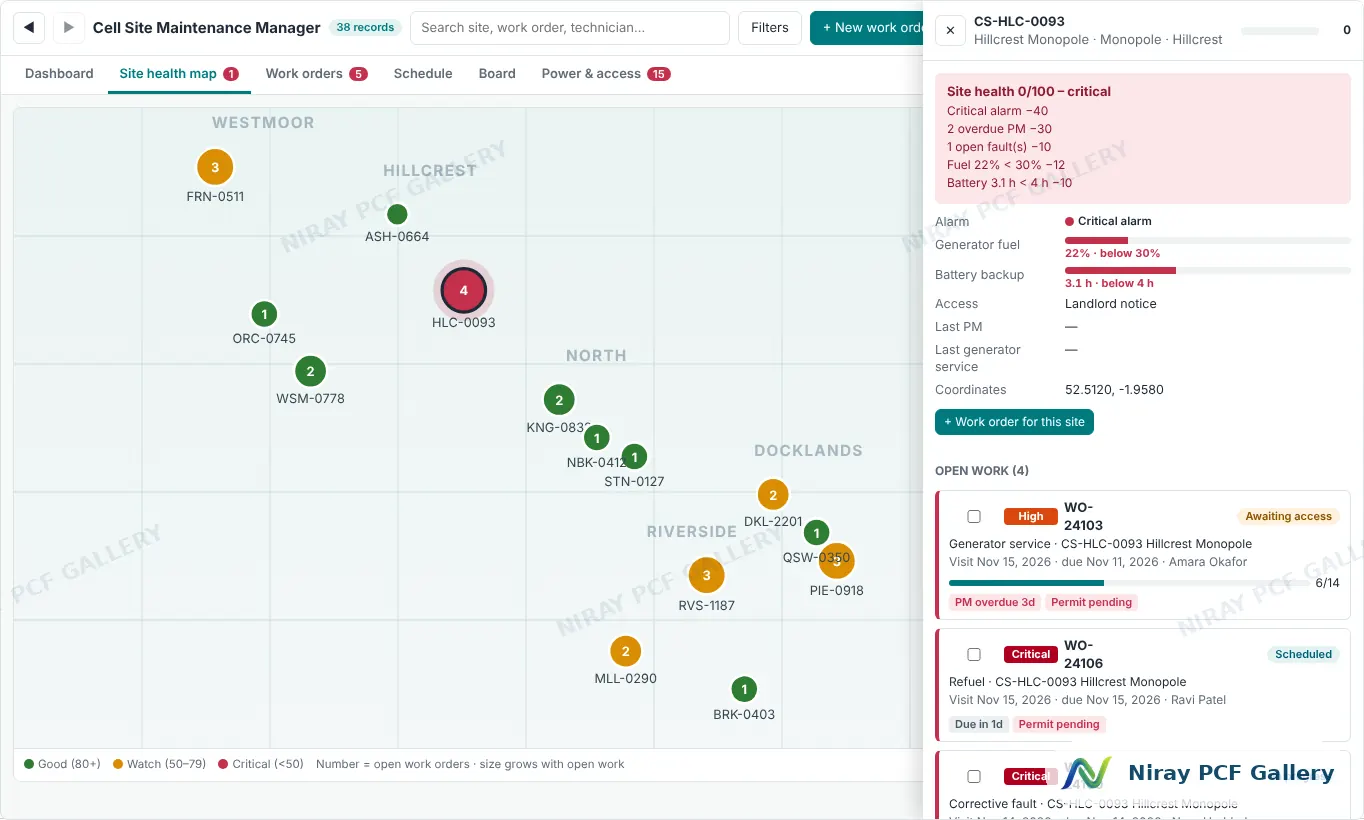 ◀ ▶ Cell Site Maintenance Manager 38 records Search site, work order, technician... Filters + New work orde
Dashboard Site health map 1 Work orders 5 Schedule Board Power & access 15
WESTMOOR
3
FRN-0511
HILLCREST
ASH-0664
4
HLC-0093
1
ORC-0745
2
WSM-0778
NORTH
2
KNG-0832
1
NBK-0412
1
STN-0127
DOCKLANDS
2
DKL-2201
1
QSW-0350
PIE-0918
RIVERSIDE
3
RVS-1187
2
MLL-0290
1
BRK-0403
Good (80+) Watch (50–79) Critical (<50) Number = open work orders · size grows with open work
✕ CS-HLC-0093 0
Hillcrest Monopole · Monopole · Hillcrest
Site health 0/100 – critical
Critical alarm −40
2 overdue PM −30
1 open fault(s) −10
Fuel 22% < 30% −12
Battery 3.1 h < 4 h −10
Alarm Critical alarm
Generator fuel
22% · below 30%
Battery backup
3.1 h · below 4 h
Access Landlord notice
Last PM —
Last generator service —
Coordinates 52.5120, -1.9580
+ Work order for this site
OPEN WORK (4)
High WO-24103 Awaiting access
Generator service · CS-HLC-0093 Hillcrest Monopole
Visit Nov 15, 2026 · due Nov 11, 2026 · Amara Okafor
6/14
PM overdue 3d Permit pending
Critical WO-24106 Scheduled
Refuel · CS-HLC-0093 Hillcrest Monopole
Visit Nov 15, 2026 · due Nov 15, 2026 · Ravi Patel
Due in 1d Permit pending
Critical
Corrective fault · CS-HLC-0093 Hillcrest Monopole
Niray PCF Gallery
NIRAY PCF GALLERY
NIRAY PCF GALLERY
PCF GALLERY
NIRAY PCF GALLERY
NIRAY PCF GALL